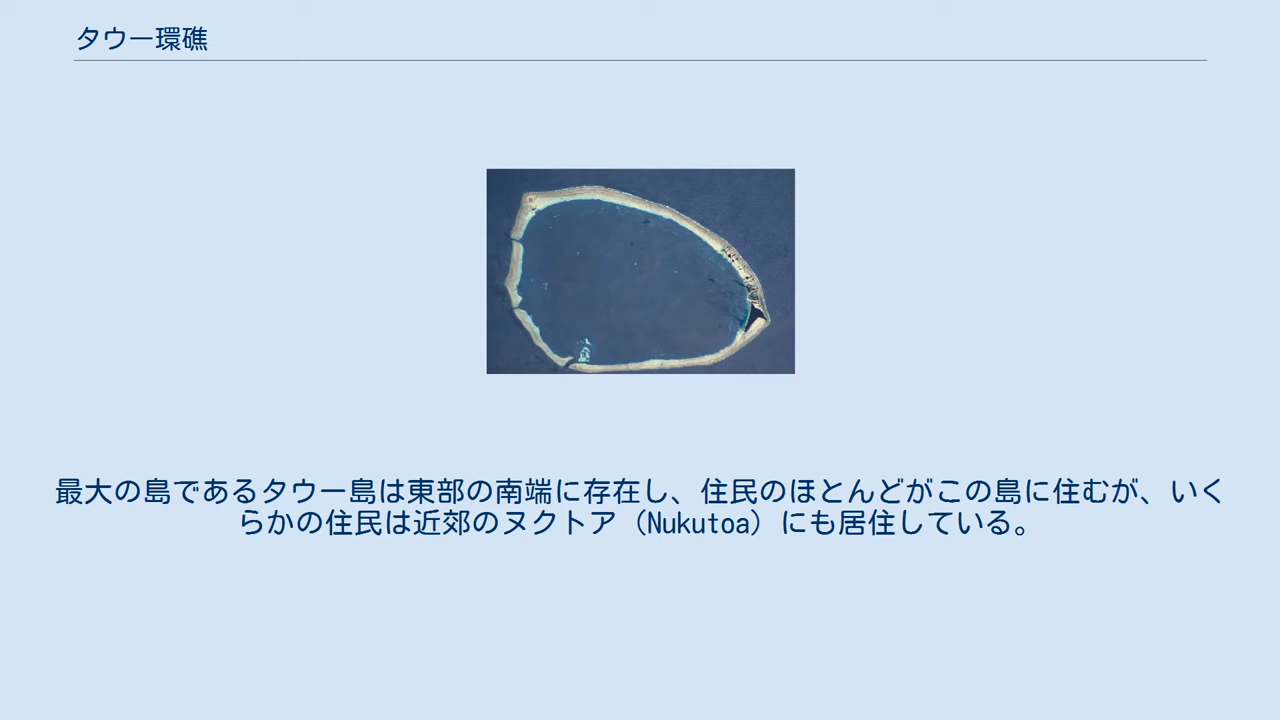 タウー環礁
最大の島であるタウー島は東部の南端に存在し、住民のほとんどがこの島に住むが、いく
らかの住民は近郊のヌクトア（Nukutoa）にも居住している。